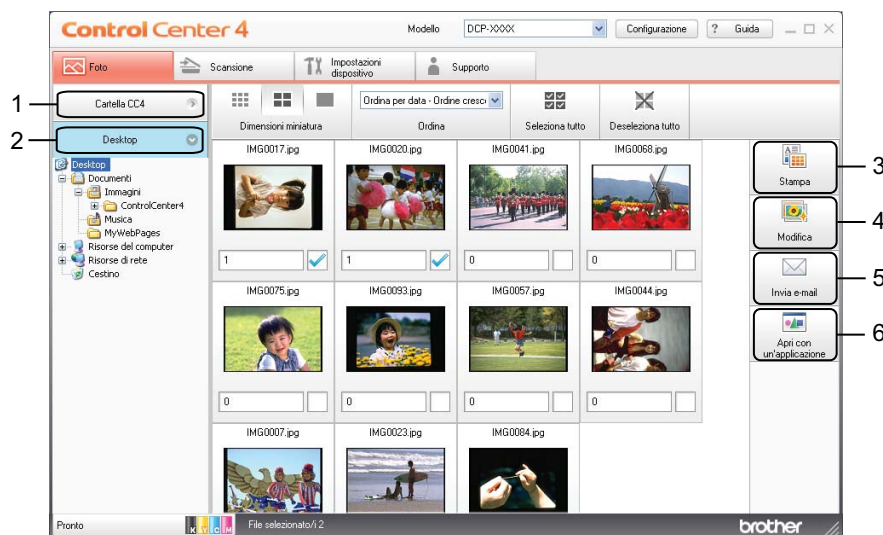 Control Center 4 Modello DCP-XXXX Configurazione ? Guida
Foto Scansione Impostazioni dispositivo Supporto
1 Cartella CC4
2 Desktop
Dimensioni miniatura
Ordina per data - Ordine cresci
Ordina
Seleziona tutto
Deseleziona tutto
Desktop
Documenti
Immagini
ControlCenter4
Musica
MyWebPages
Risorse del computer
Risorse di rete
Cestino
IMG0017.jpg IMG0020.jpg IMG0041.jpg IMG0068.jpg
1 1 0 0
IMG0075.jpg IMG0093.jpg IMG0057.jpg IMG0044.jpg
0 0 0 0
IMG0007.jpg IMG0023.jpg IMG0084.jpg
Stampa 3
Modifica 4
Invia e-mail 5
Apri con
un'applicazione 6
Pronto K Y C M File selezionato/i 2 brother